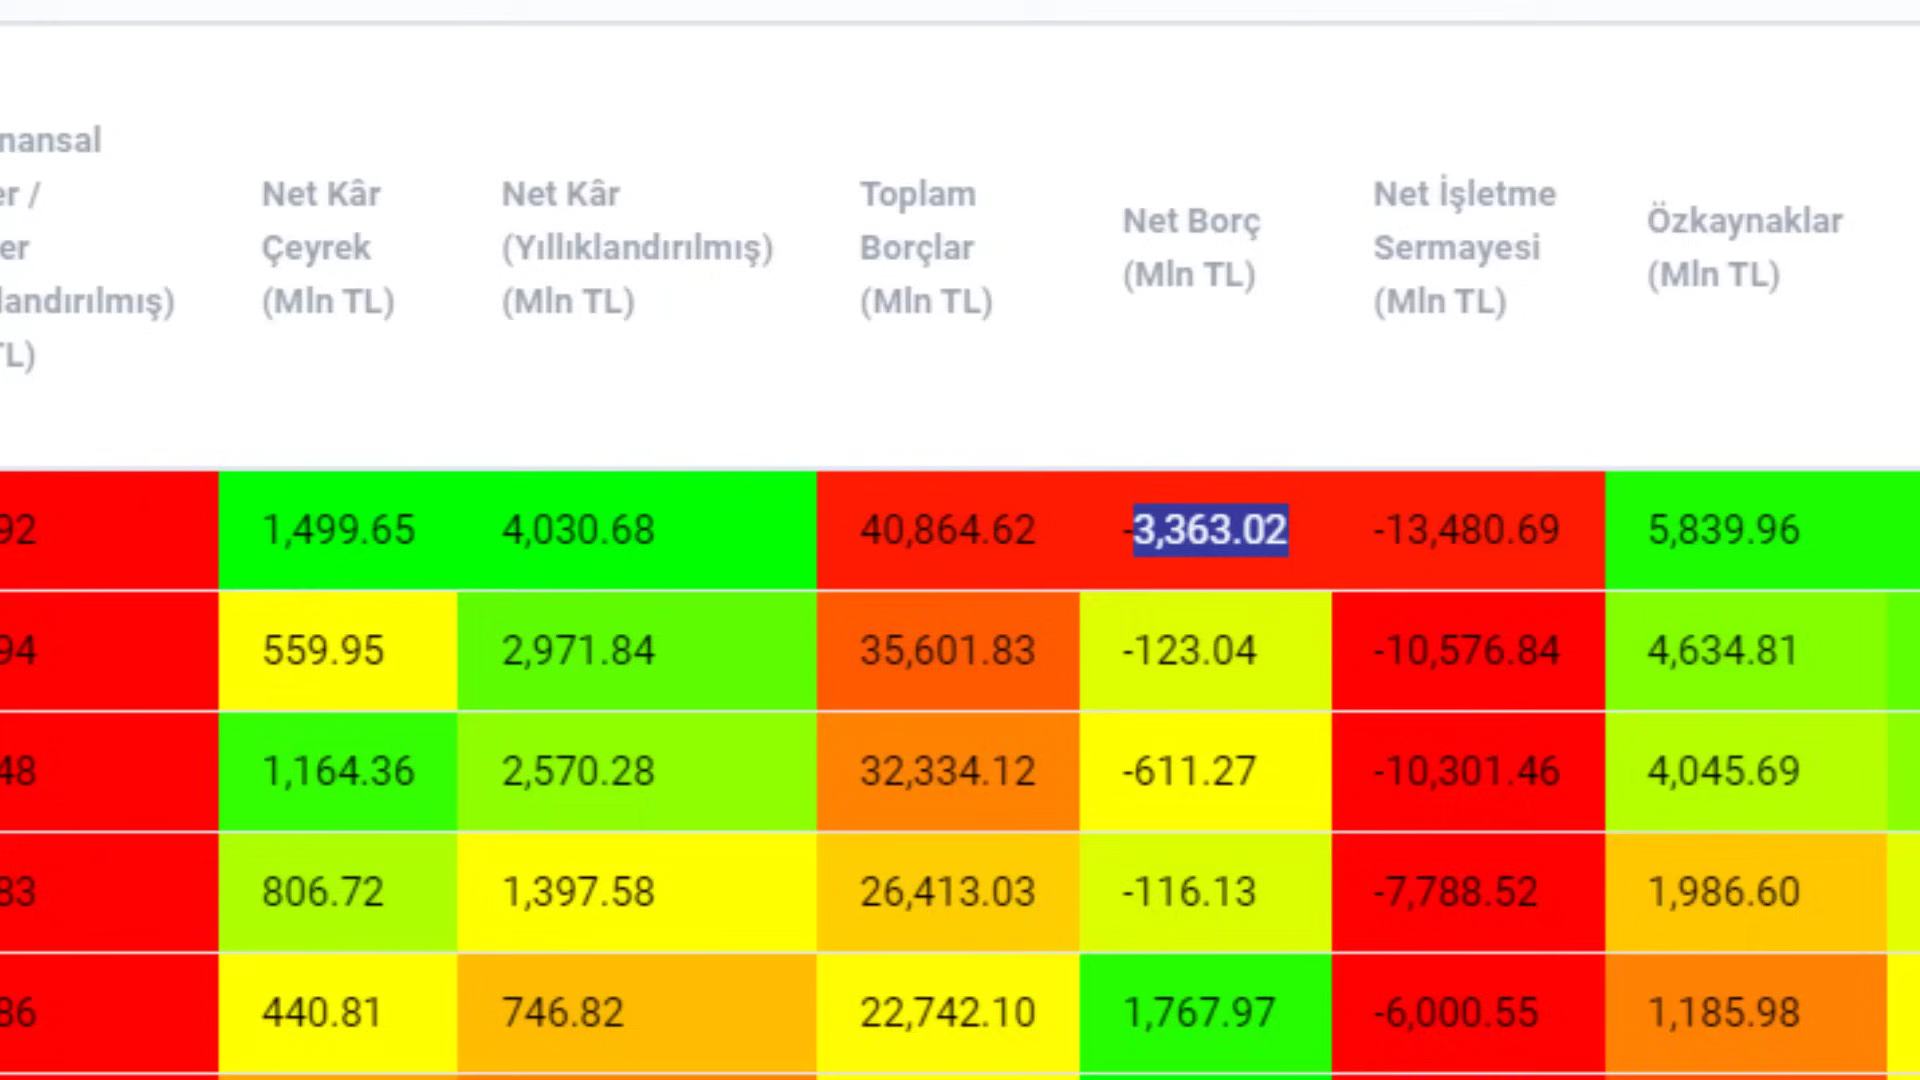 Net Kâr
Çeyrek
(Mln TL)
Net Kâr
(Yıllıklandırılmış)
(Mln TL)
Toplam
Borçlar
(Mln TL)
Net Borç
(Mln TL)
Net İşletme
Sermayesi
(Mln TL)
Özkaynaklar
(Mln TL)
92 1,499.65 4,030.68 40,864.62 -3,363.02 -13,480.69 5,839.96
94 559.95 2,971.84 35,601.83 -123.04 -10,576.84 4,634.81
48 1,164.36 2,570.28 32,334.12 -611.27 -10,301.46 4,045.69
83 806.72 1,397.58 26,413.03 -116.13 -7,788.52 1,986.60
86 440.81 746.82 22,742.10 1,767.97 -6,000.55 1,185.98